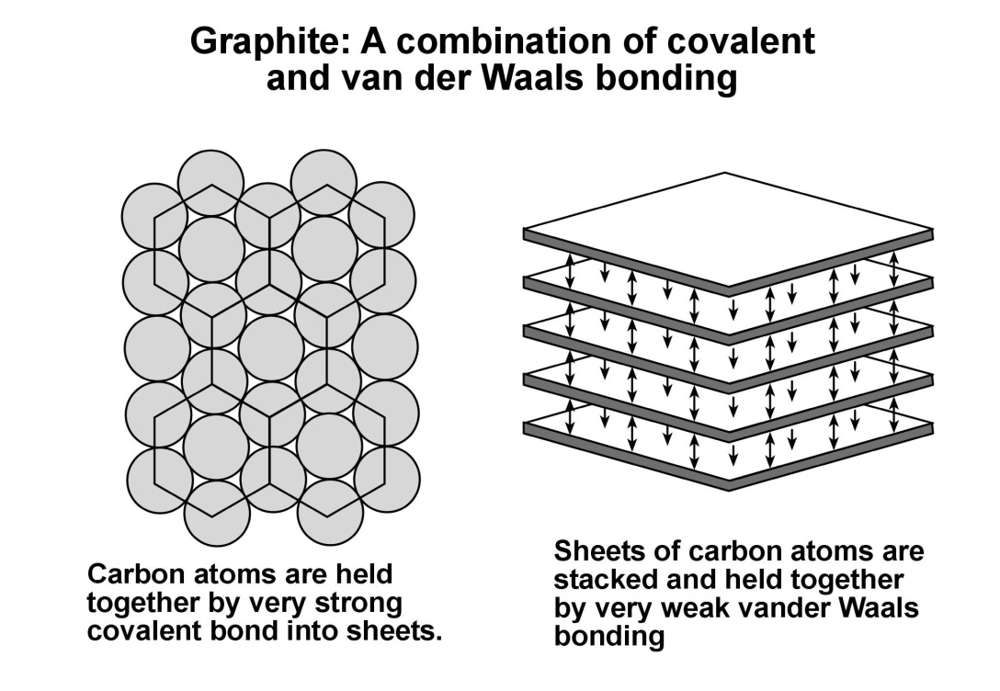 Graphite: A combination of covalent
and van der Waals bonding
Carbon atoms are held
together by very strong
covalent bond into sheets.
Sheets of carbon atoms are
stacked and held together
by very weak vander Waals
bonding